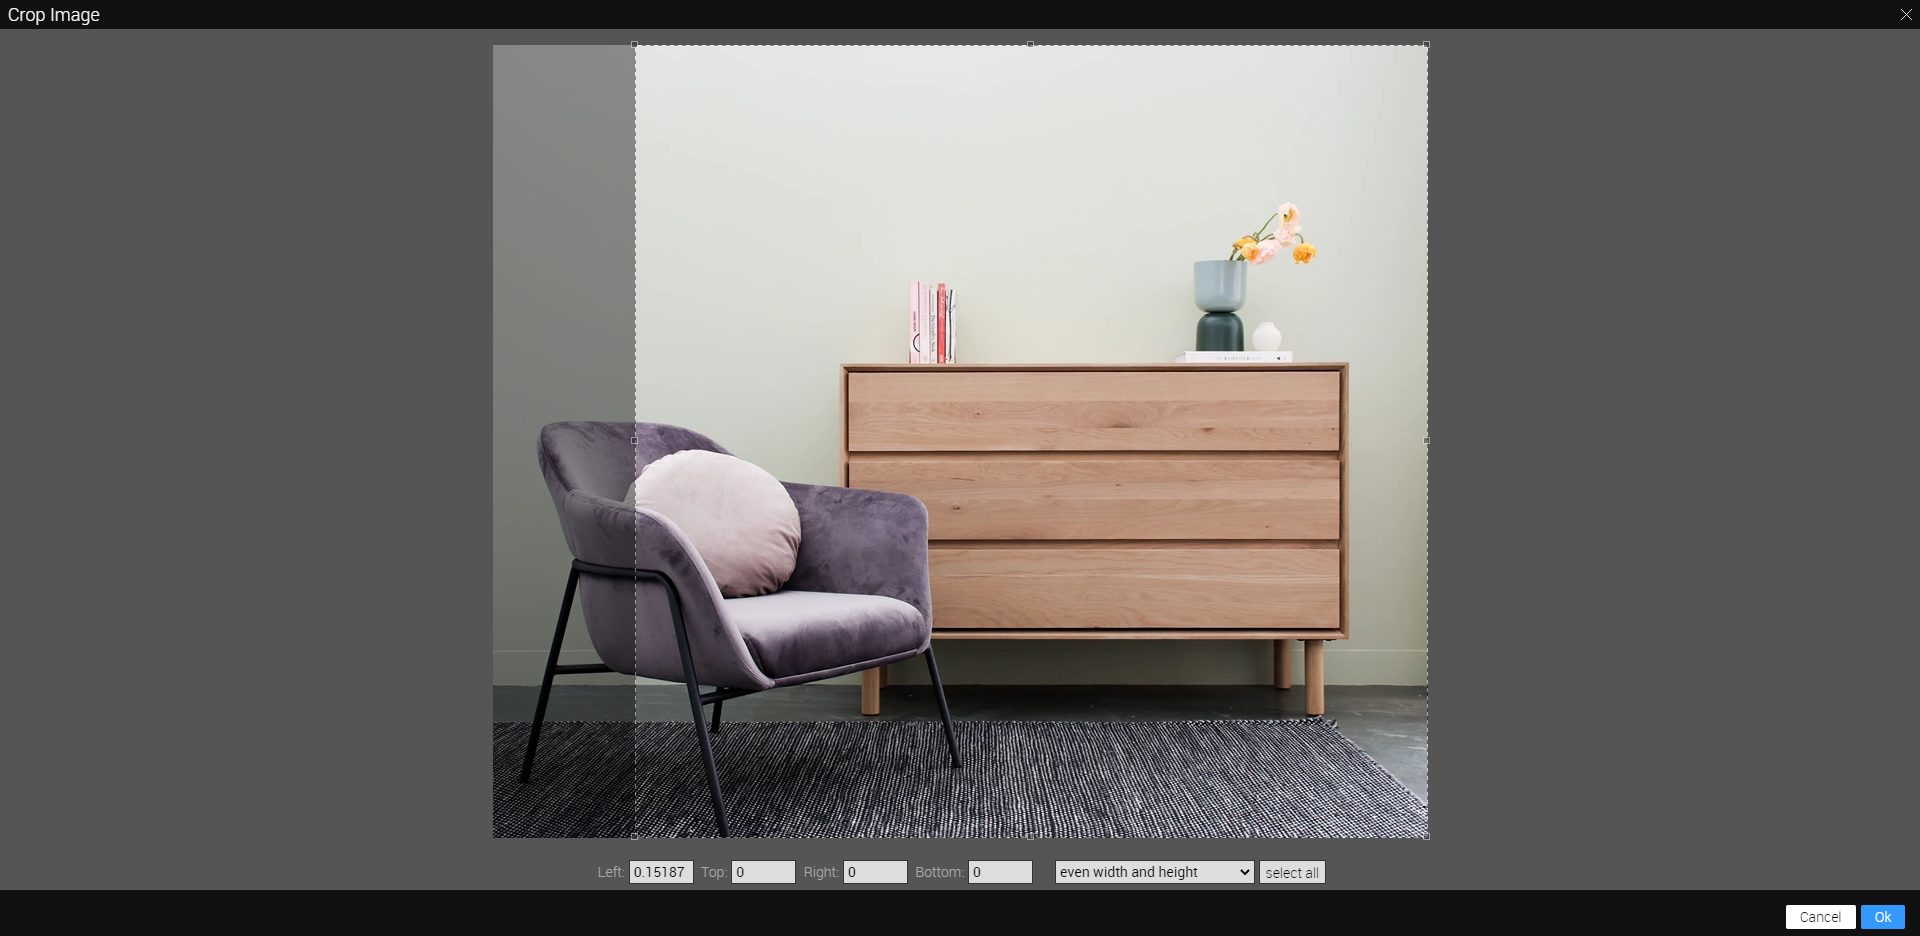 Crop Image
KINFOLK
Left: 0.15187 Top: 0 Right: 0 Bottom: 0 even width and height select all
Cancel Ok